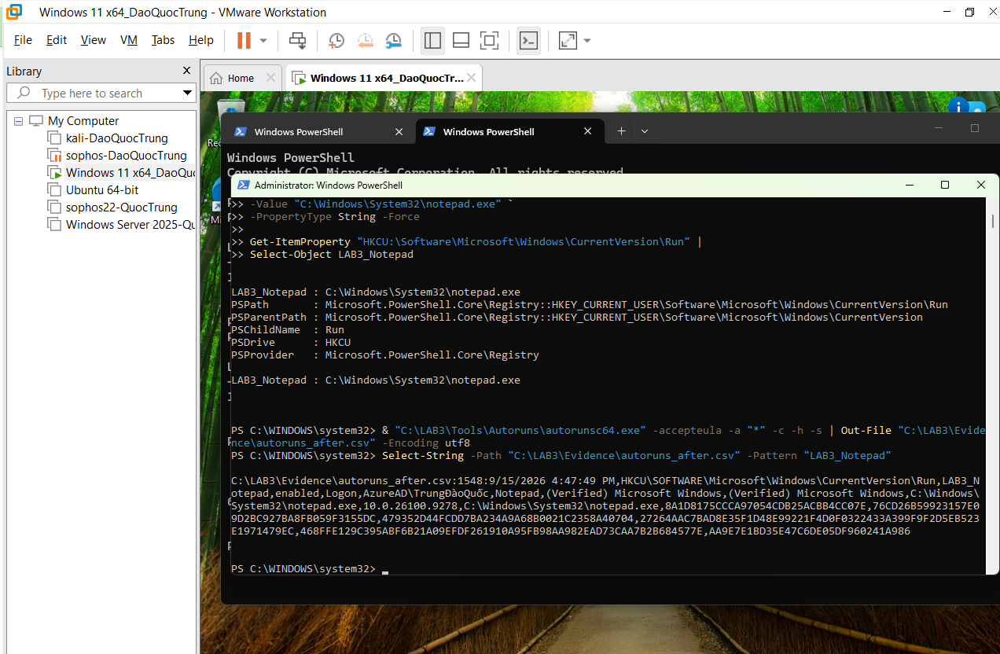 Windows 11 x64_DaoQuocTrung - VMware Workstation
File Edit View VM Tabs Help
Library
Type here to search
My Computer
kali-DaoQuocTrung
sophos-DaoQuocTrung
Windows 11 x64_DaoQu
Ubuntu 64-bit
sophos22-QuocTrung
Windows Server 2025-Qu
Home
Windows 11 x64_DaoQuocTr...
Windows PowerShell
Windows PowerShell
Windows PowerShell
Copyright (C) Microsoft Corporation. All rights reserved
Administrator: Windows PowerShell
>> -Value "C:\Windows\System32\notepad.exe" `
>> -PropertyType String -Force
>>
>> Get-ItemProperty "HKCU:\Software\Microsoft\Windows\CurrentVersion\Run" |
>> Select-Object LAB3_Notepad
LAB3_Notepad : C:\Windows\System32\notepad.exe
PSPath       : Microsoft.PowerShell.Core\Registry::HKEY_CURRENT_USER\Software\Microsoft\Windows\CurrentVersion\Run
PSParentPath : Microsoft.PowerShell.Core\Registry::HKEY_CURRENT_USER\Software\Microsoft\Windows\CurrentVersion
PSChildName  : Run
PSDrive      : HKCU
PSProvider   : Microsoft.PowerShell.Core\Registry
LAB3_Notepad : C:\Windows\System32\notepad.exe
PS C:\WINDOWS\system32> & "C:\LAB3\Tools\Autoruns\autorunsc64.exe" -accepteula -a "*" -c -h -s | Out-File "C:\LAB3\Evide
nce\autoruns_after.csv" -Encoding utf8
PS C:\WINDOWS\system32> Select-String -Path "C:\LAB3\Evidence\autoruns_after.csv" -Pattern "LAB3_Notepad"
C:\LAB3\Evidence\autoruns_after.csv:1548:9/15/2026 4:47:49 PM,HKCU\SOFTWARE\Microsoft\Windows\CurrentVersion\Run,LAB3_N
otepad,enabled,Logon,AzureAD\TrungĐàoQuốc,Notepad,(Verified) Microsoft Windows,(Verified) Microsoft Windows,C:\Windows\
System32\notepad.exe,10.0.26100.9278,C:\Windows\System32\notepad.exe,8A1D8175CCCA97054CDB25ACBB4CC07E,76CD26B59923157E0
9D2BC927BA8FB059F3155DC,479352D44FCDD7BA234A9A68B0021C2358A40704,27264AAC7BAD8E35F1D48E99221F4D0F0322433A399F9F2D5EB523
E1971479EC,468FFE129C395ABF6B21A09EFDF261910A95FB98AA982EAD73CAA7B2B684577E,AA9E7E1BD35E47C6DE05DF960241A986
PS C:\WINDOWS\system32>